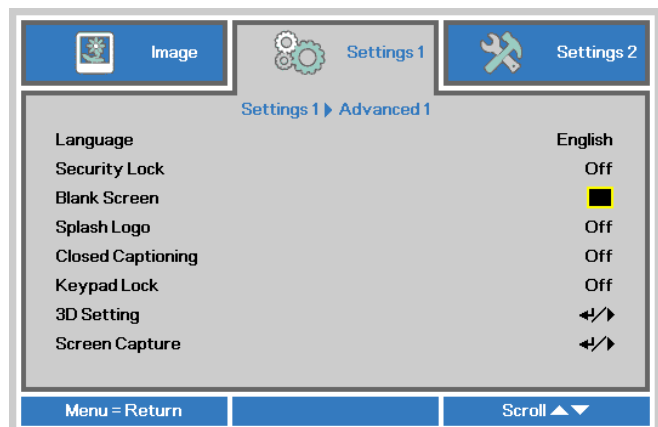 Image
Settings 1
Settings 2
Settings 1 ▶ Advanced 1
Language English
Security Lock Off
Blank Screen
Splash Logo Off
Closed Captioning Off
Keypad Lock Off
3D Setting ↵/▶
Screen Capture ↵/▶
Menu = Return
Scroll ▲▼